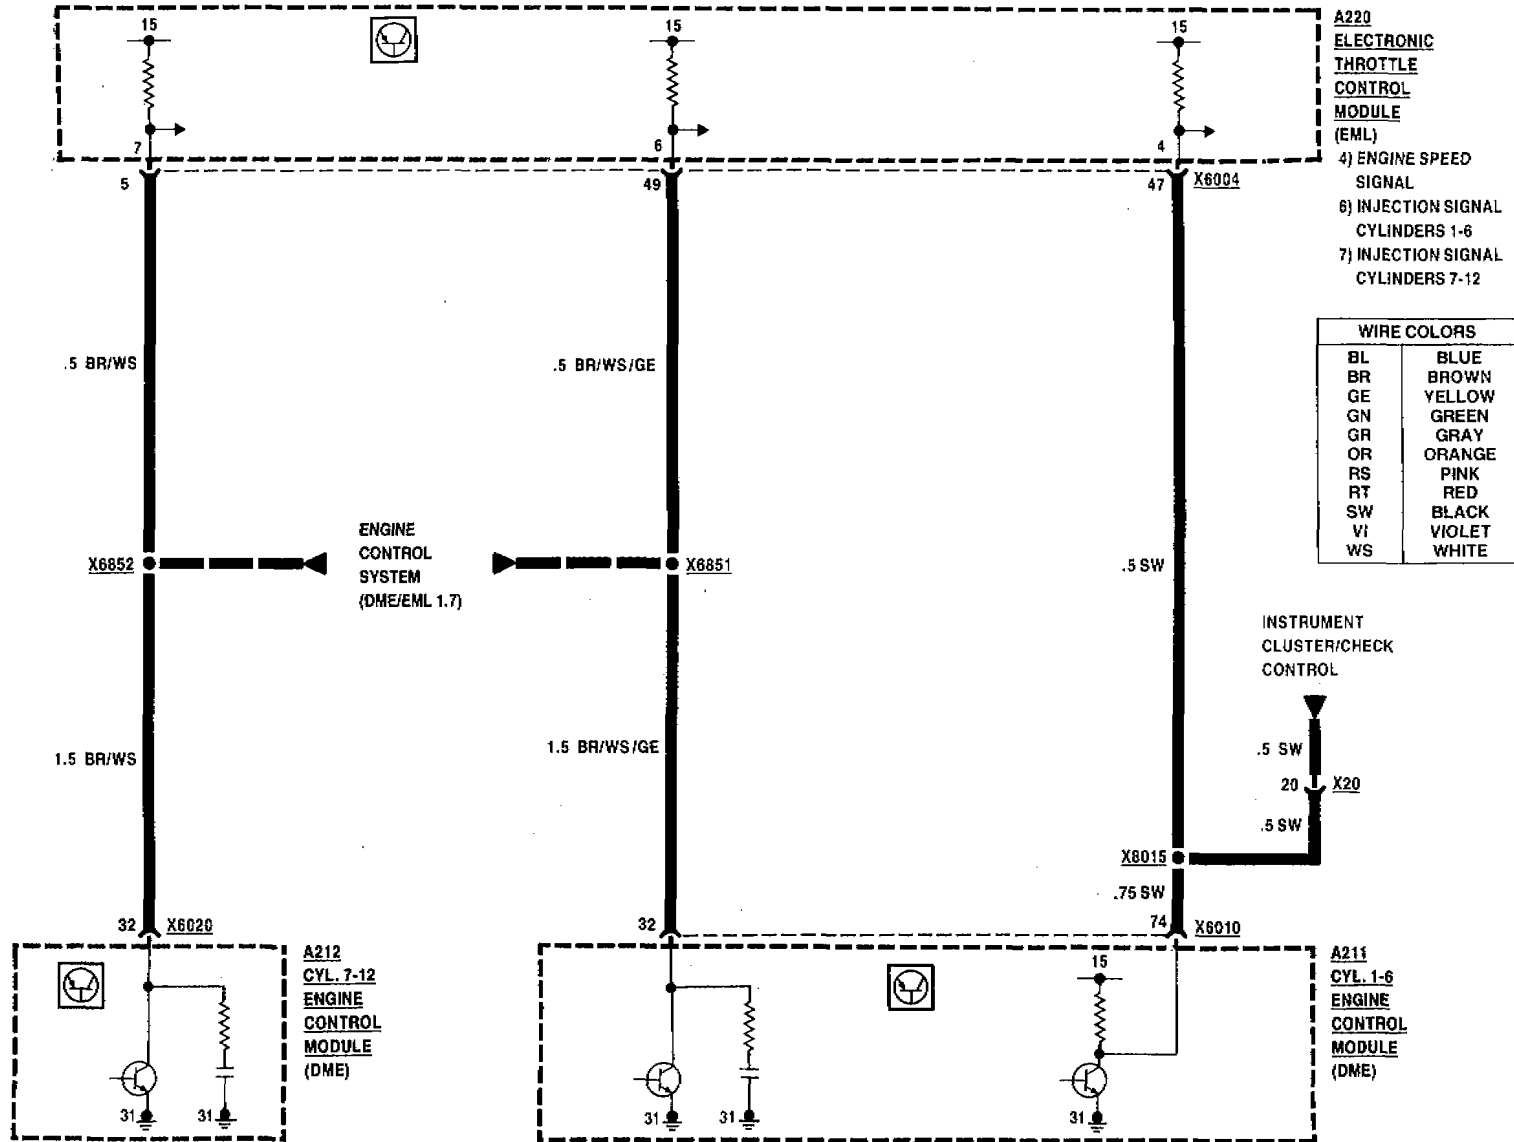 15
15
15
7
6
4
A220
ELECTRONIC
THROTTLE
CONTROL
MODULE
(EML)
4) ENGINE SPEED
SIGNAL
6) INJECTION SIGNAL
CYLINDERS 1-6
7) INJECTION SIGNAL
CYLINDERS 7-12
5
49
47
X6004
WIRE COLORS
BL BLUE
BR BROWN
GE YELLOW
GN GREEN
GR GRAY
OR ORANGE
RS PINK
RT RED
SW BLACK
VI VIOLET
WS WHITE
.5 BR/WS
.5 BR/WS/GE
.5 SW
X6852
ENGINE
CONTROL
SYSTEM
(DME/EML 1.7)
X6851
INSTRUMENT
CLUSTER/CHECK
CONTROL
1.5 BR/WS
1.5 BR/WS/GE
.5 SW
20
X20
.5 SW
X8015
.75 SW
32
X6020
32
74
X6010
A212
CYL. 7-12
ENGINE
CONTROL
MODULE
(DME)
31
31
15
31
31
31
A211
CYL. 1-6
ENGINE
CONTROL
MODULE
(DME)